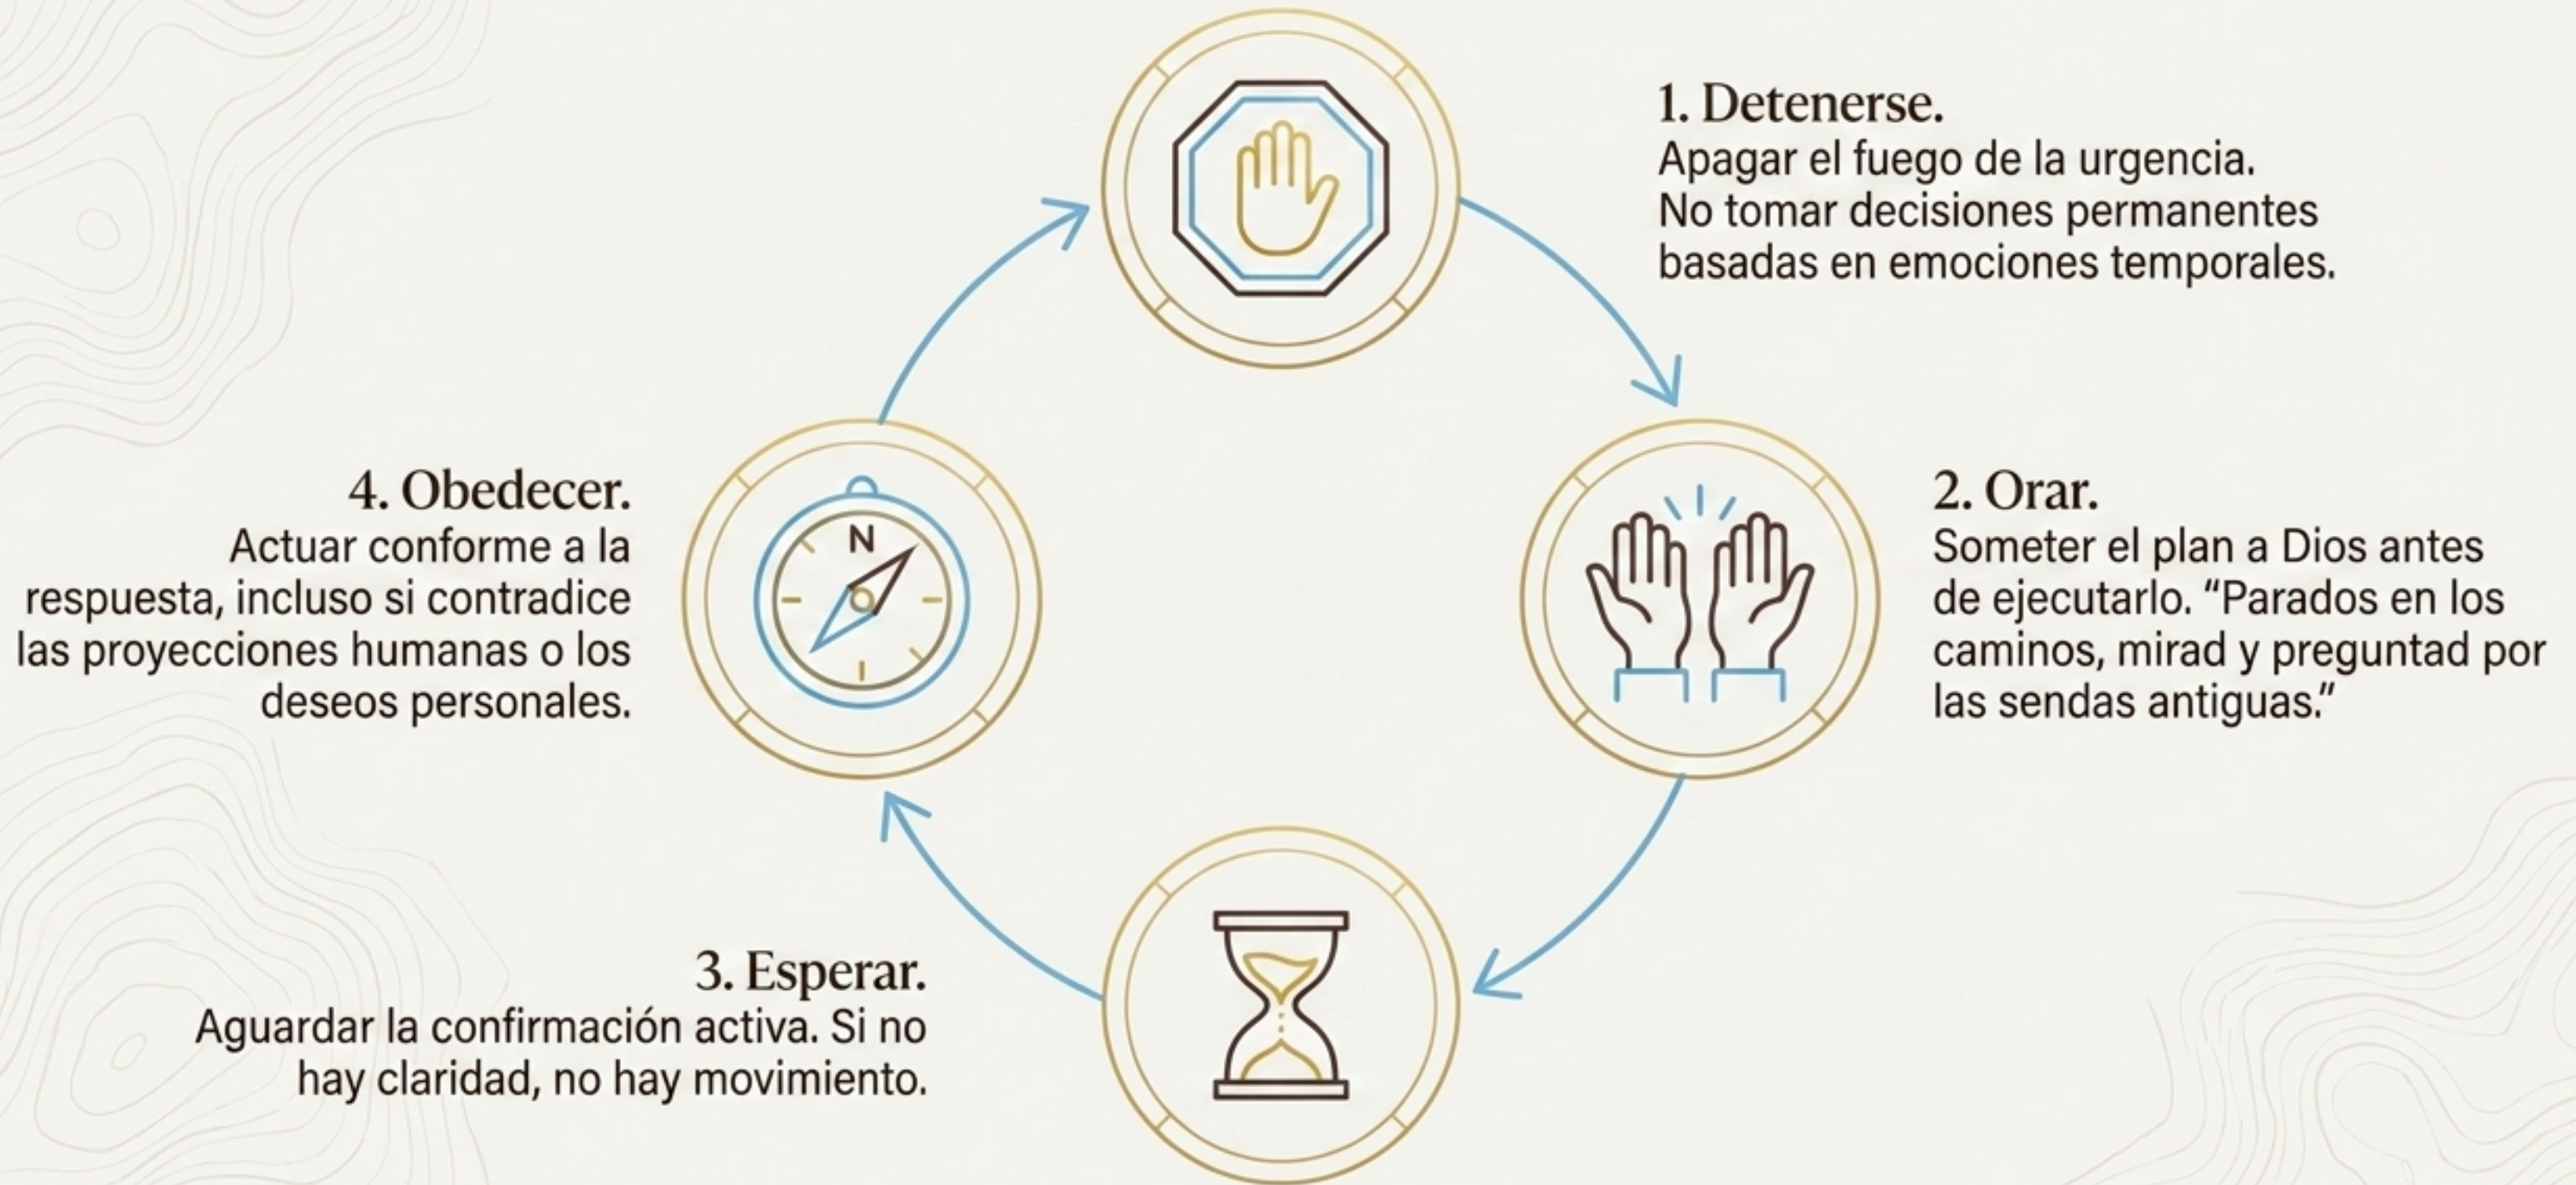 1. Detenerse.
Apagar el fuego de la urgencia.
No tomar decisiones permanentes
basadas en emociones temporales.
2. Orar.
Someter el plan a Dios antes
de ejecutarlo. “Parados en los
caminos, mirad y preguntad por
las sendas antiguas.”
3. Esperar.
Aguardar la confirmación activa. Si no
hay claridad, no hay movimiento.
4. Obedecer.
Actuar conforme a la
respuesta, incluso si contradice
las proyecciones humanas o los
deseos personales.
N